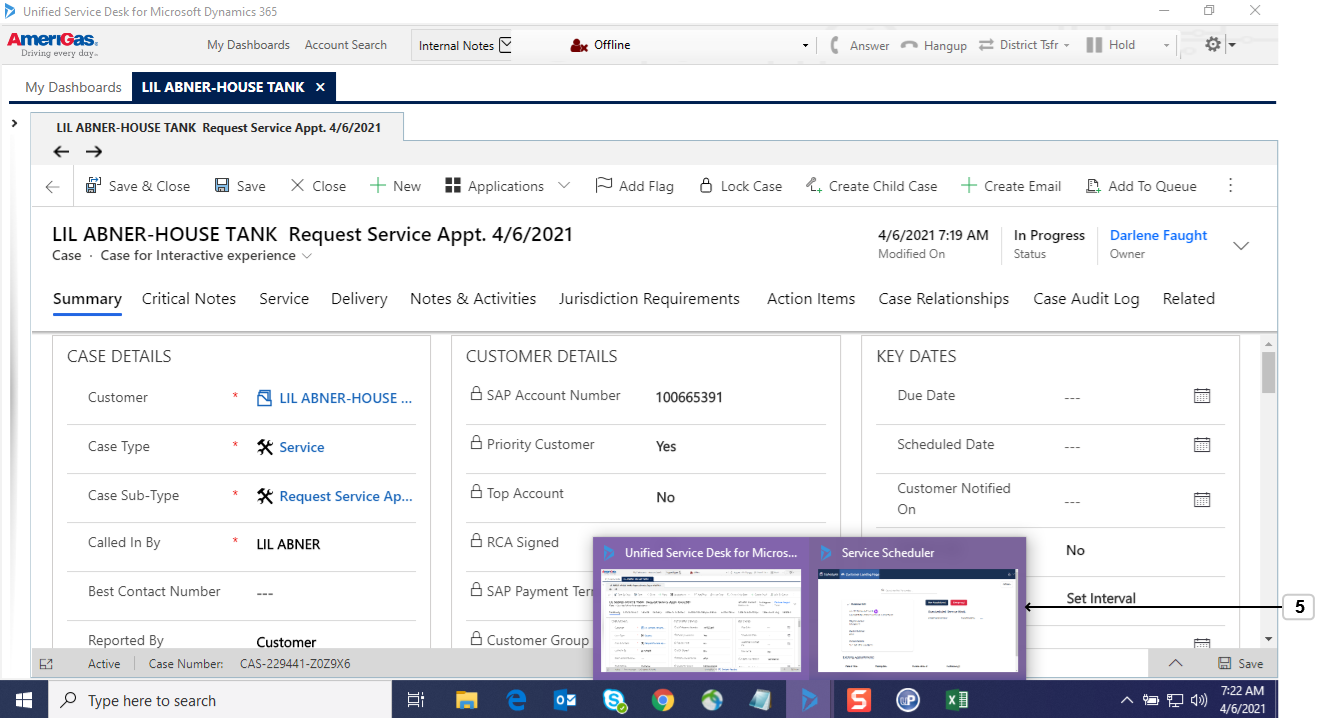 Unified Service Desk for Microsoft Dynamics 365
AmeriGas
Driving every day
My Dashboards Account Search Internal Notes Offline Answer Hangup District Tsfr Hold
My Dashboards LIL ABNER-HOUSE TANK ×
LIL ABNER-HOUSE TANK Request Service Appt. 4/6/2021
Save & Close Save Close New Applications Add Flag Lock Case Create Child Case Create Email Add To Queue
LIL ABNER-HOUSE TANK Request Service Appt. 4/6/2021
Case · Case for Interactive experience
4/6/2021 7:19 AM
Modified On
In Progress
Status
Darlene Faught
Owner
Summary Critical Notes Service Delivery Notes & Activities Jurisdiction Requirements Action Items Case Relationships Case Audit Log Related
CASE DETAILS
Customer * LIL ABNER-HOUSE ...
Case Type * Service
Case Sub-Type * Request Service Ap...
Called In By * LIL ABNER
Best Contact Number ---
Reported By Customer
CUSTOMER DETAILS
SAP Account Number 100665391
Priority Customer Yes
Top Account No
RCA Signed
SAP Payment Ter
Customer Group
KEY DATES
Due Date ---
Scheduled Date ---
Customer Notified
On ---
No
Set Interval
Unified Service Desk for Micros...
Service Scheduler
5
Active Case Number: CAS-229441-Z0Z9X6 Save
Type here to search
7:22 AM
4/6/2021